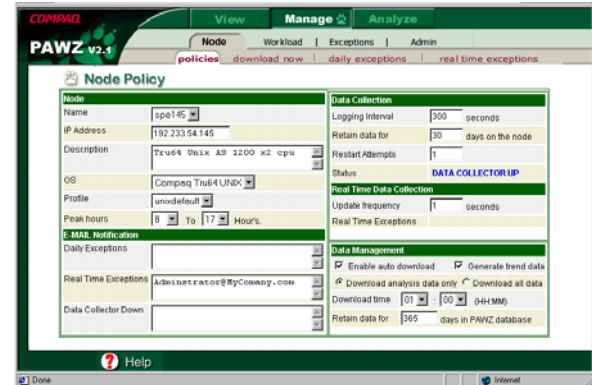 COMPAQ
View Manage Analyze
PAWZ V2.1
Node Workload | Exceptions | Admin
policies download now | daily exceptions | real time exceptions
Node Policy
Node
Name spe145
IP Address 192.233.54.145
Description Tru64 Unix AS 1200 x2 cpu
OS Compaq Tru64 UNIX
Profile unixdefault
Peak hours 8 To 17 Hour's.
E-MAIL Notification
Daily Exceptions
Real Time Exceptions Adminstrator@MyComany.com
Data Collector Down
Data Collection
Logging Interval 300 seconds
Retain data for 30 days on the node
Restart Attempts 1
Status DATA COLLECTOR UP
Real Time Data Collection
Update frequency 1 seconds
Real Time Exceptions
Data Management
Enable auto download Generate trend data
Download analysis data only Download all data
Download time 01 : 00 (HH:MM)
Retain data for 365 days in PAWZ database
? Help
Done Internet